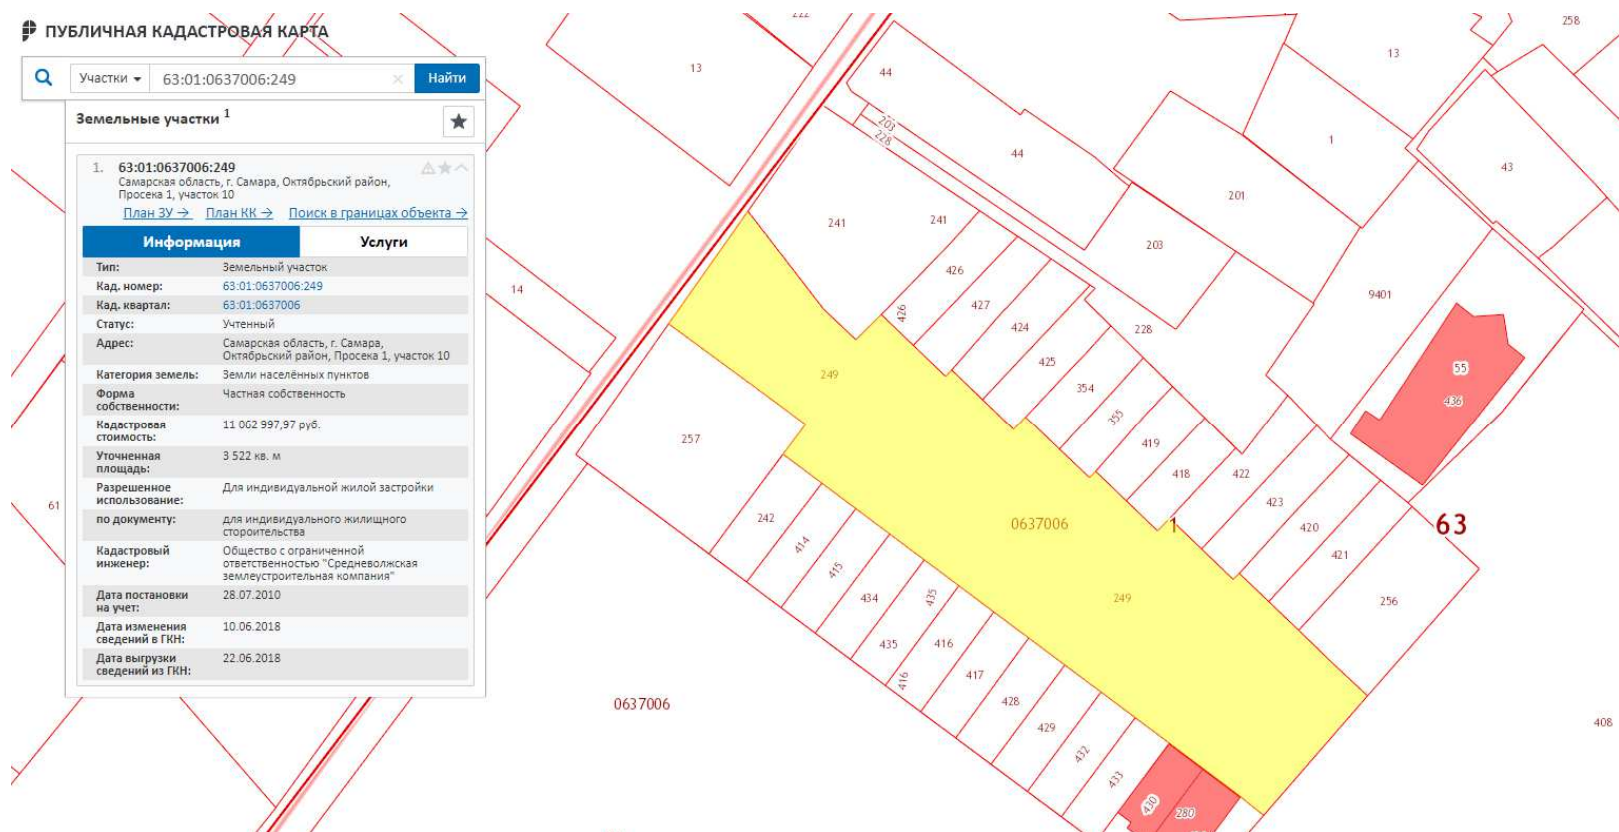 ПУБЛИЧНАЯ КАДАСТРОВАЯ КАРТА
Участки 63:01:0637006:249 × Найти
Земельные участки 1
1. 63:01:0637006:249
Самарская область, г. Самара, Октябрьский район,
Просека 1, участок 10
План ЗУ → План КК → Поиск в границах объекта →
Информация Услуги
Тип: Земельный участок
Кад. номер: 63:01:0637006:249
Кад. квартал: 63:01:0637006
Статус: Учтенный
Адрес: Самарская область, г. Самара,
Октябрьский район, Просека 1, участок 10
Категория земель: Земли населённых пунктов
Форма
собственности: Частная собственность
Кадастровая
стоимость: 11 062 997,97 руб.
Уточненная
площадь: 3 522 кв. м
Разрешенное
использование: Для индивидуальной жилой застройки
по документу: для индивидуального жилищного
стороительства
Кадастровый
инженер: Общество с ограниченной
ответственностью "Средневолжская
землеустроительная компания"
Дата постановки
на учет: 28.07.2010
Дата изменения
сведений в ГКН: 10.06.2018
Дата выгрузки
сведений из ГКН: 22.06.2018
222
258
13
13
44
203
228
1
44
43
201
241
241
203
426
14
9401
427
426
424
228
425
249
55
354
436
355
257
419
418
422
423
61
242
0637006
1
420
63
414
421
415
434
435
249
256
435
416
417
416
428
0637006
408
429
432
433
430
280